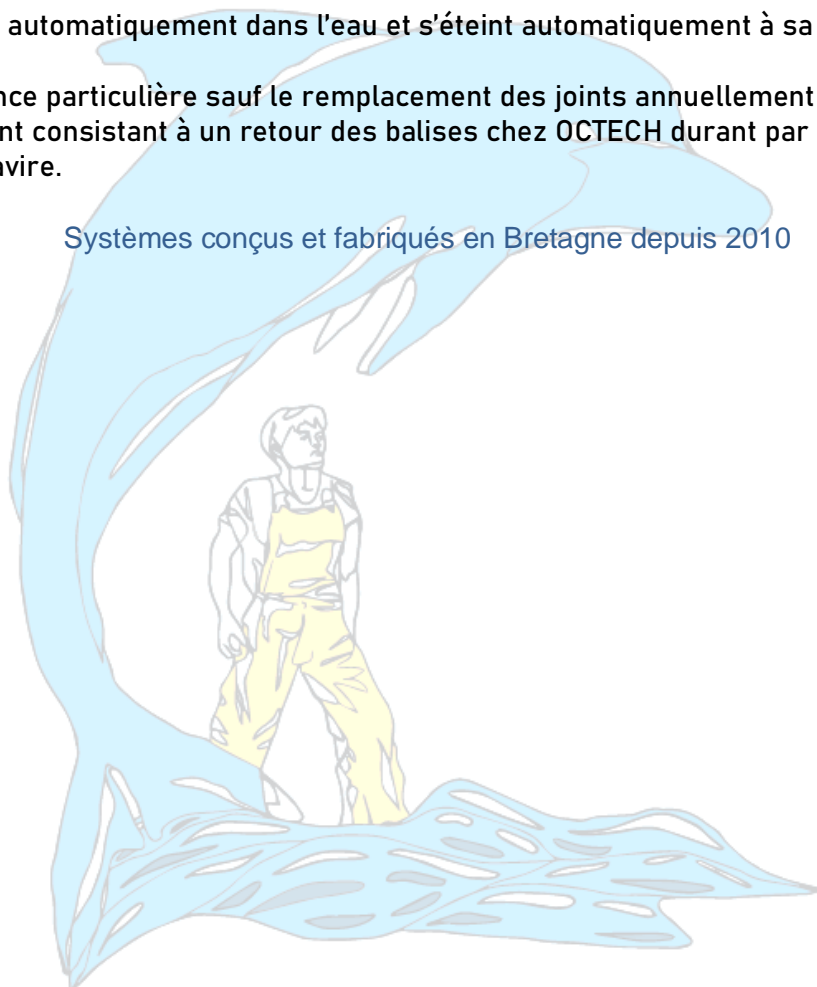 automatiquement dans l’eau et s’éteint automatiquement à sa
nce particulière sauf le remplacement des joints annuellement
nt consistant à un retour des balises chez OCTECH durant par
avire.
Systèmes conçus et fabriqués en Bretagne depuis 2010